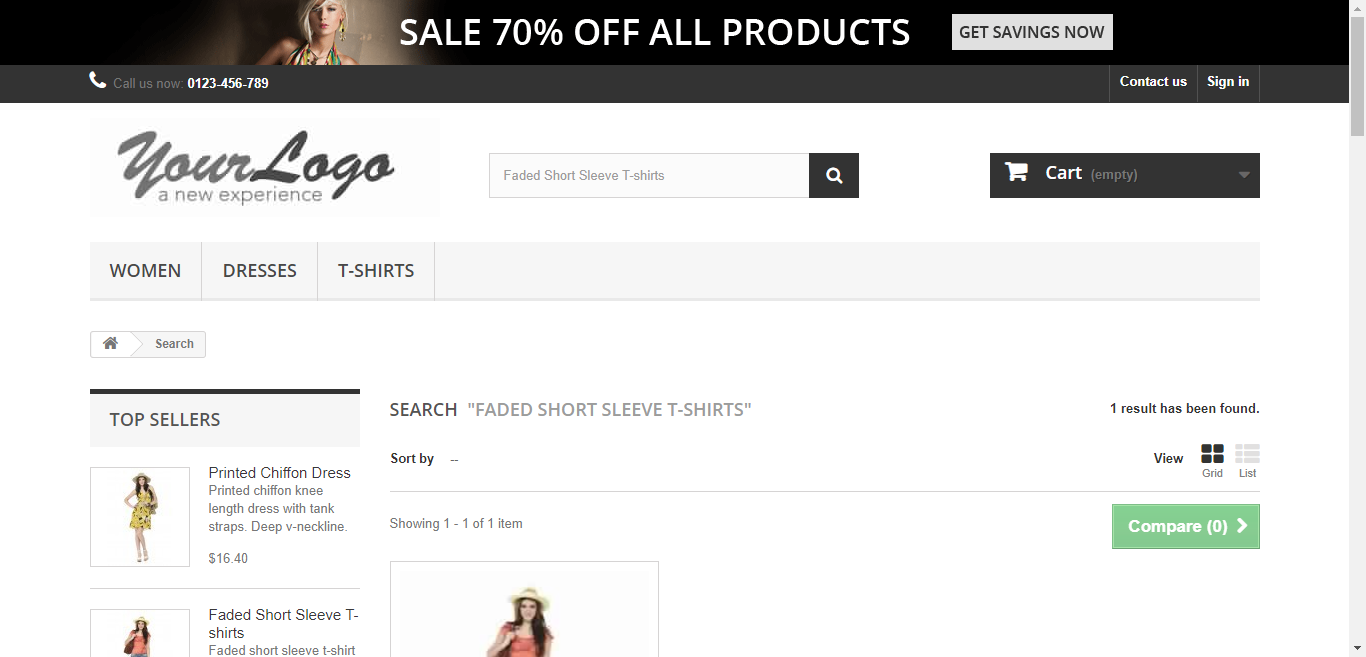 SALE 70% OFF ALL PRODUCTS
GET SAVINGS NOW
Call us now: 0123-456-789
Contact us
Sign in
Your Logo
a new experience
Faded Short Sleeve T-shirts
Cart (empty)
WOMEN
DRESSES
T-SHIRTS
Search
TOP SELLERS
Printed Chiffon Dress
Printed chiffon knee
length dress with tank
straps. Deep v-neckline.
$16.40
Faded Short Sleeve T-
shirts
Faded short sleeve t-shirt
SEARCH "FADED SHORT SLEEVE T-SHIRTS"
1 result has been found.
Sort by --
View
Grid
List
Showing 1 - 1 of 1 item
Compare (0)